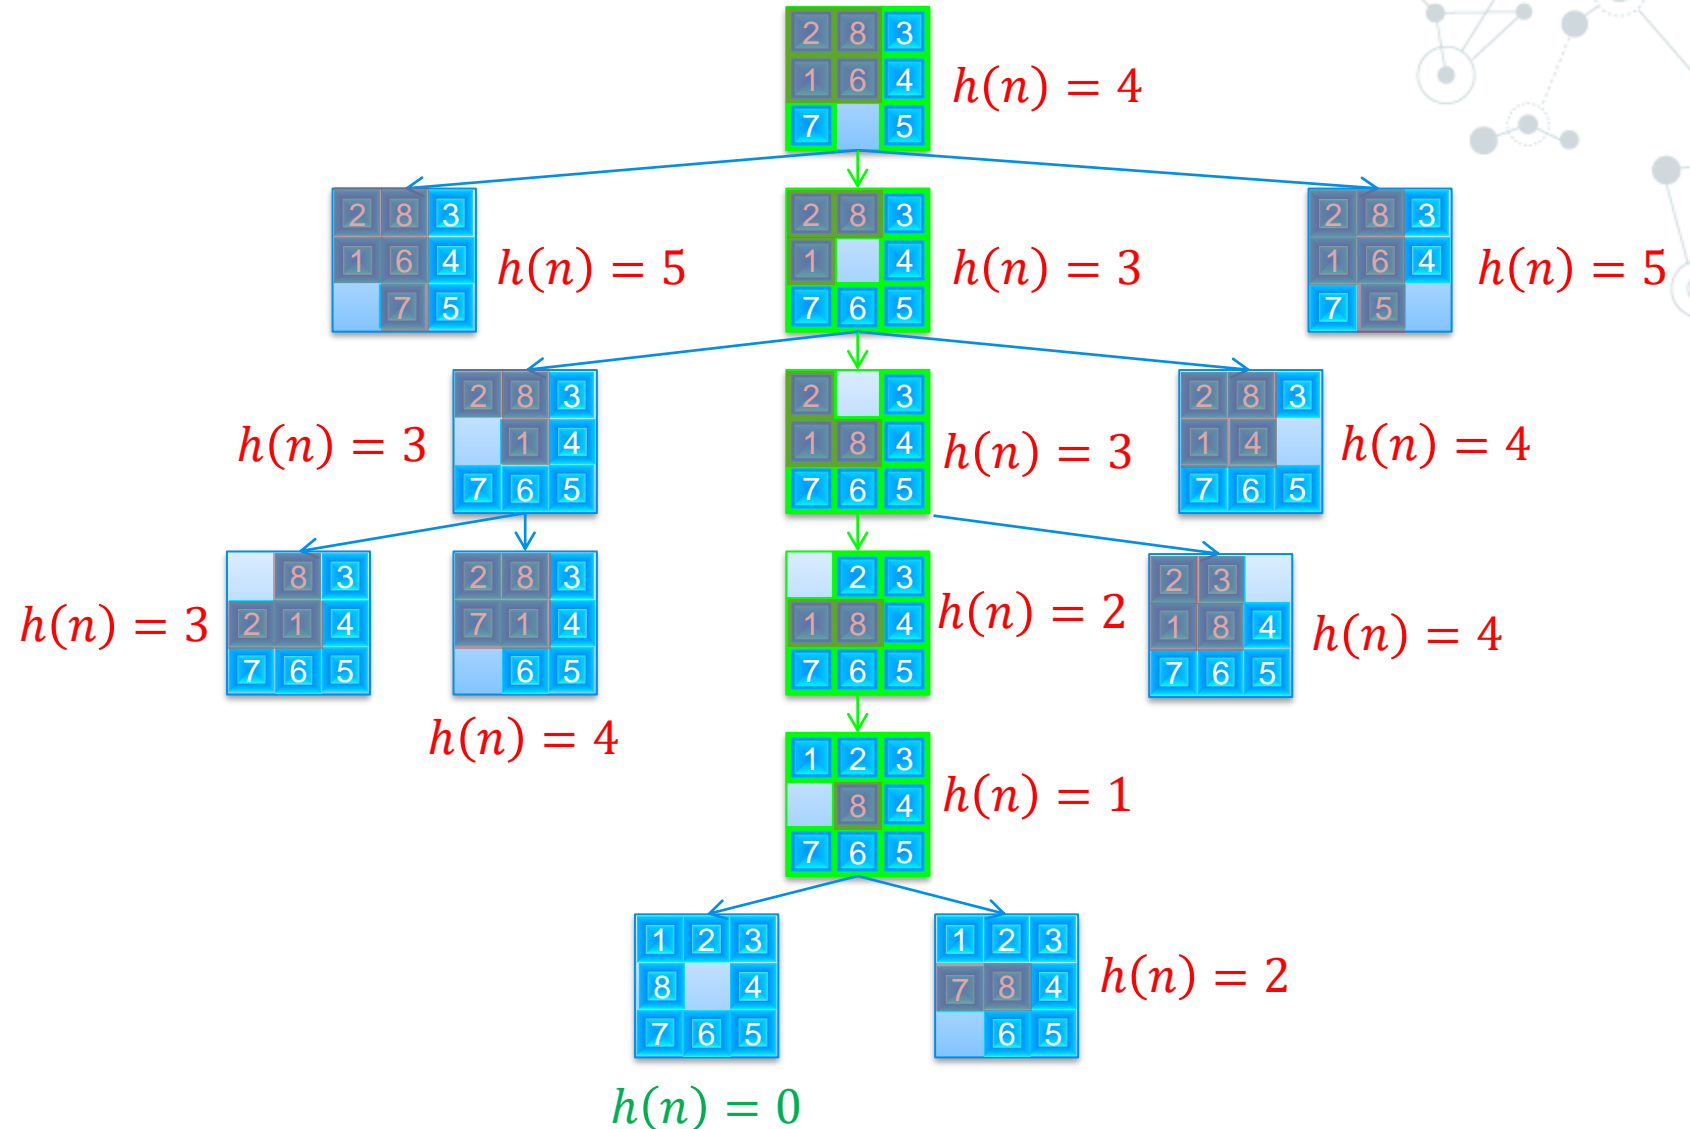 2 8 3
1 6 4
7 5
h(n) = 4
2 8 3
1 6 4
7 5
h(n) = 5
2 8 3
1 4
7 6 5
h(n) = 3
2 8 3
1 6 4
7 5
h(n) = 5
h(n) = 3
2 8 3
1 4
7 6 5
2 3
1 8 4
7 6 5
h(n) = 3
2 8 3
1 4
7 6 5
h(n) = 4
h(n) = 3
8 3
2 1 4
7 6 5
2 8 3
7 1 4
6 5
h(n) = 4
2 3
1 8 4
7 6 5
h(n) = 2
2 3
1 8 4
7 6 5
h(n) = 4
1 2 3
8 4
7 6 5
h(n) = 1
1 2 3
8 4
7 6 5
h(n) = 0
1 2 3
7 8 4
6 5
h(n) = 2